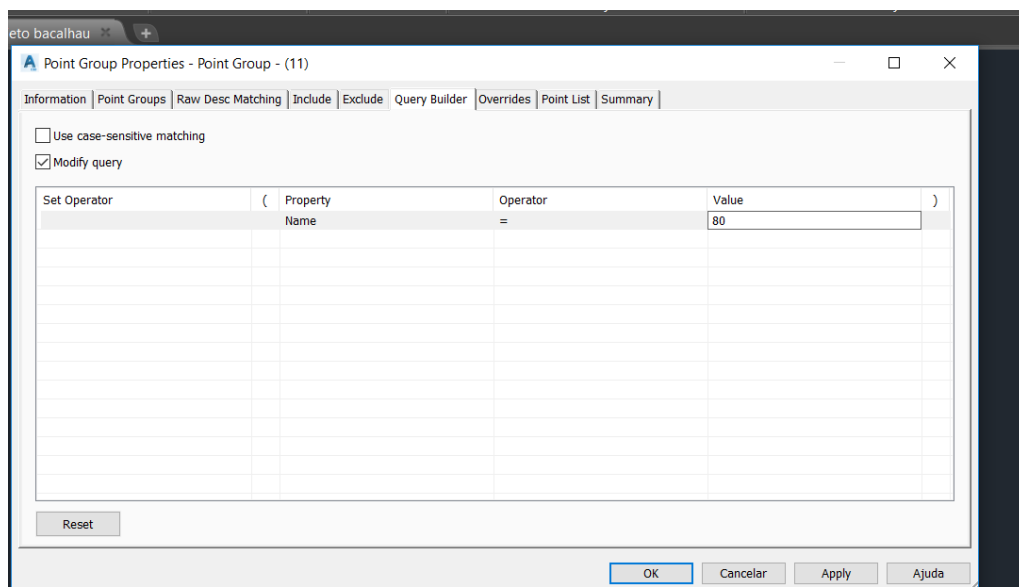 eto bacalhau
Point Group Properties - Point Group - (11)
Information Point Groups Raw Desc Matching Include Exclude Query Builder Overrides Point List Summary
Use case-sensitive matching
Modify query
Set Operator ( Property Operator Value )
Name = 80
Reset
OK Cancelar Apply Ajuda